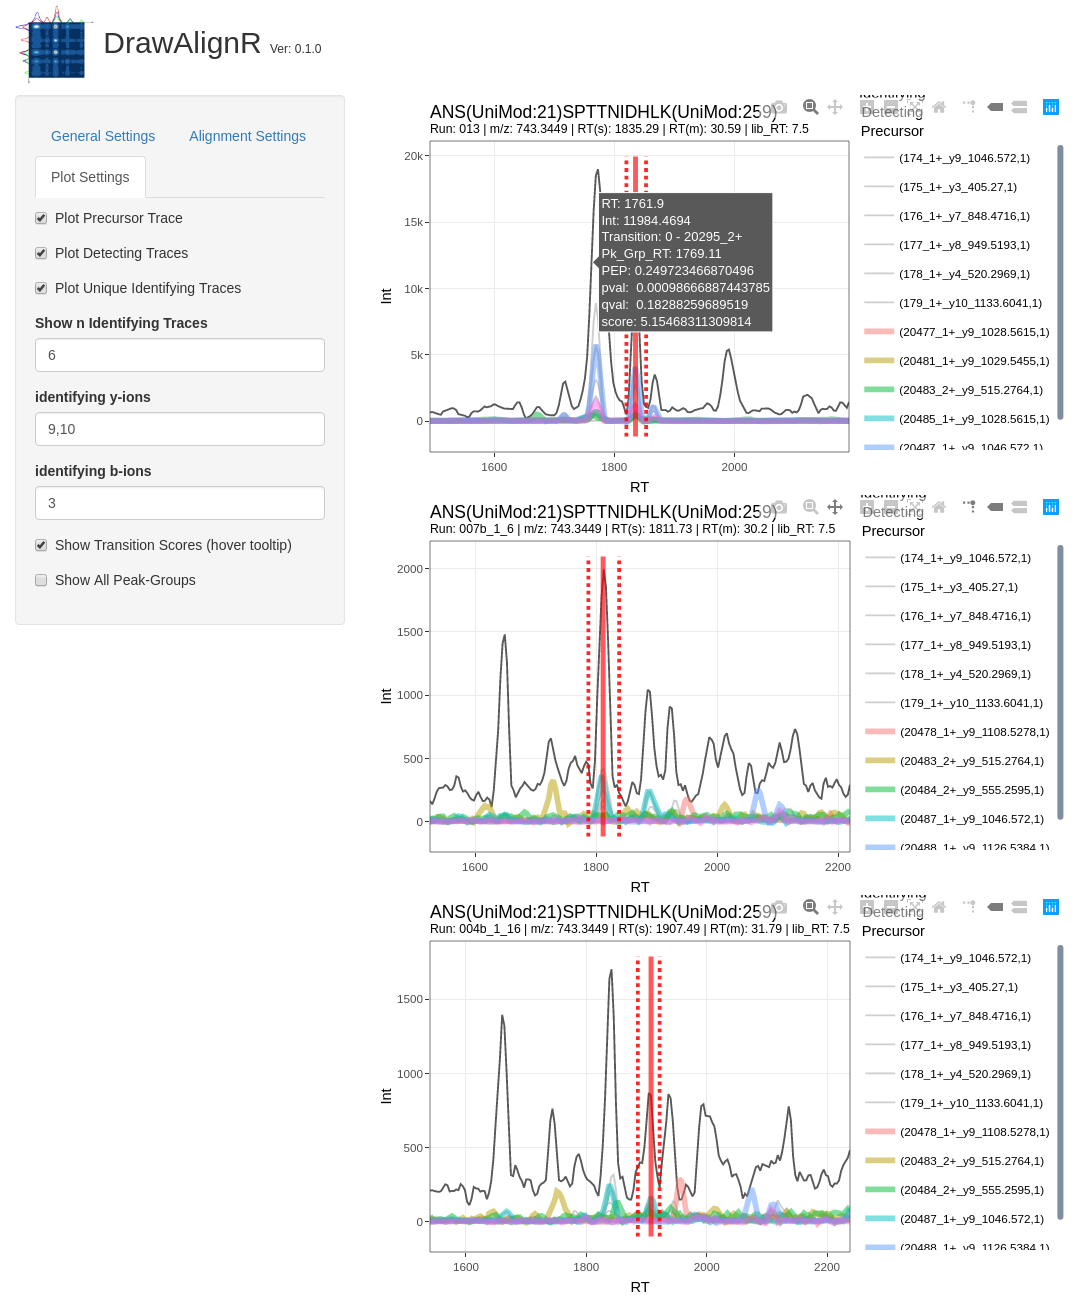 DrawAlignR Ver: 0.1.0
General Settings
Alignment Settings
Plot Settings
Plot Precursor Trace
Plot Detecting Traces
Plot Unique Identifying Traces
Show n Identifying Traces
6
identifying y-ions
9,10
identifying b-ions
3
Show Transition Scores (hover tooltip)
Show All Peak-Groups
ANS(UniMod:21)SPTTNIDHLK(UniMod:259)
Run: 013 | m/z: 743.3449 | RT(s): 1835.29 | RT(m): 30.59 | lib_RT: 7.5
20k
15k
10k
5k
0
Int
1600
1800
2000
RT
RT: 1761.9
Int: 11984.4694
Transition: 0 - 20295_2+
Pk_Grp_RT: 1769.11
PEP: 0.249723466870496
pval: 0.00098666887443785
qval: 0.18288259689519
score: 5.15468311309814
Identifying
Detecting
Precursor
(174_1+_y9_1046.572,1)
(175_1+_y3_405.27,1)
(176_1+_y7_848.4716,1)
(177_1+_y8_949.5193,1)
(178_1+_y4_520.2969,1)
(179_1+_y10_1133.6041,1)
(20477_1+_y9_1028.5615,1)
(20481_1+_y9_1029.5455,1)
(20483_2+_y9_515.2764,1)
(20485_1+_y9_1028.5615,1)
(20487_1+_y9_1046.572,1)
ANS(UniMod:21)SPTTNIDHLK(UniMod:259)
Run: 007b_1_6 | m/z: 743.3449 | RT(s): 1811.73 | RT(m): 30.2 | lib_RT: 7.5
2000
1500
1000
500
0
Int
1600
1800
2000
2200
RT
Identifying
Detecting
Precursor
(174_1+_y9_1046.572,1)
(175_1+_y3_405.27,1)
(176_1+_y7_848.4716,1)
(177_1+_y8_949.5193,1)
(178_1+_y4_520.2969,1)
(179_1+_y10_1133.6041,1)
(20478_1+_y9_1108.5278,1)
(20483_2+_y9_515.2764,1)
(20484_2+_y9_555.2595,1)
(20487_1+_y9_1046.572,1)
(20488_1+_y9_1126.5384,1)
ANS(UniMod:21)SPTTNIDHLK(UniMod:259)
Run: 004b_1_16 | m/z: 743.3449 | RT(s): 1907.49 | RT(m): 31.79 | lib_RT: 7.5
1500
1000
500
0
Int
1600
1800
2000
2200
RT
Identifying
Detecting
Precursor
(174_1+_y9_1046.572,1)
(175_1+_y3_405.27,1)
(176_1+_y7_848.4716,1)
(177_1+_y8_949.5193,1)
(178_1+_y4_520.2969,1)
(179_1+_y10_1133.6041,1)
(20478_1+_y9_1108.5278,1)
(20483_2+_y9_515.2764,1)
(20484_2+_y9_555.2595,1)
(20487_1+_y9_1046.572,1)
(20488_1+_y9_1126.5384,1)